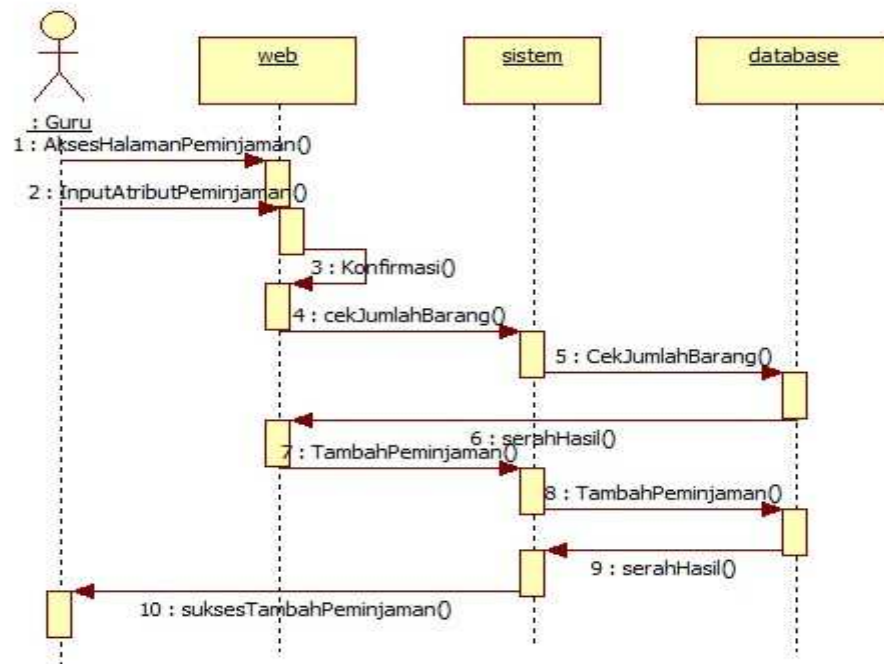 web
sistem
database
: Guru
1 : AksesHalamanPeminjaman()
2 : InputAtributPeminjaman()
3 : Konfirmasi()
4 : cekJumlahBarang()
5 : CekJumlahBarang()
6 : serahHasil()
7 : TambahPeminjaman()
8 : TambahPeminjaman()
9 : serahHasil()
10 : suksesTambahPeminjaman()